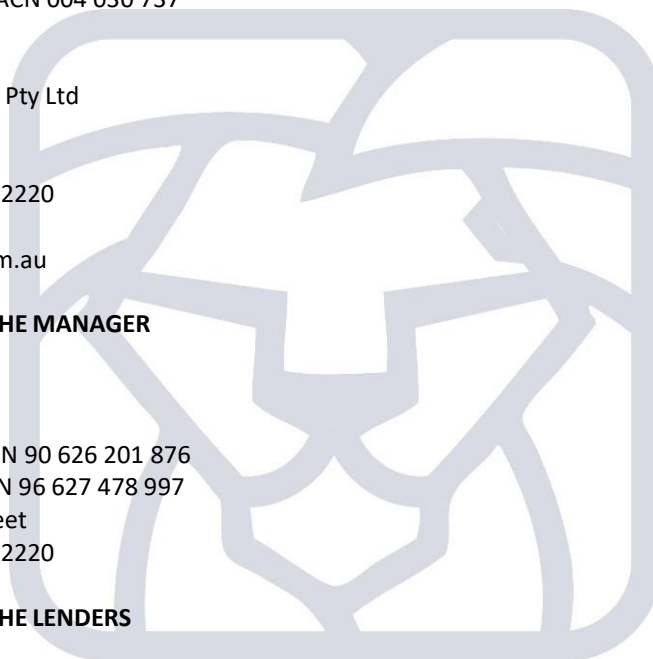 ACN 004 030 737
Pty Ltd
2220
m.au
HE MANAGER
N 90 626 201 876
N 96 627 478 997
eet
2220
HE LENDERS